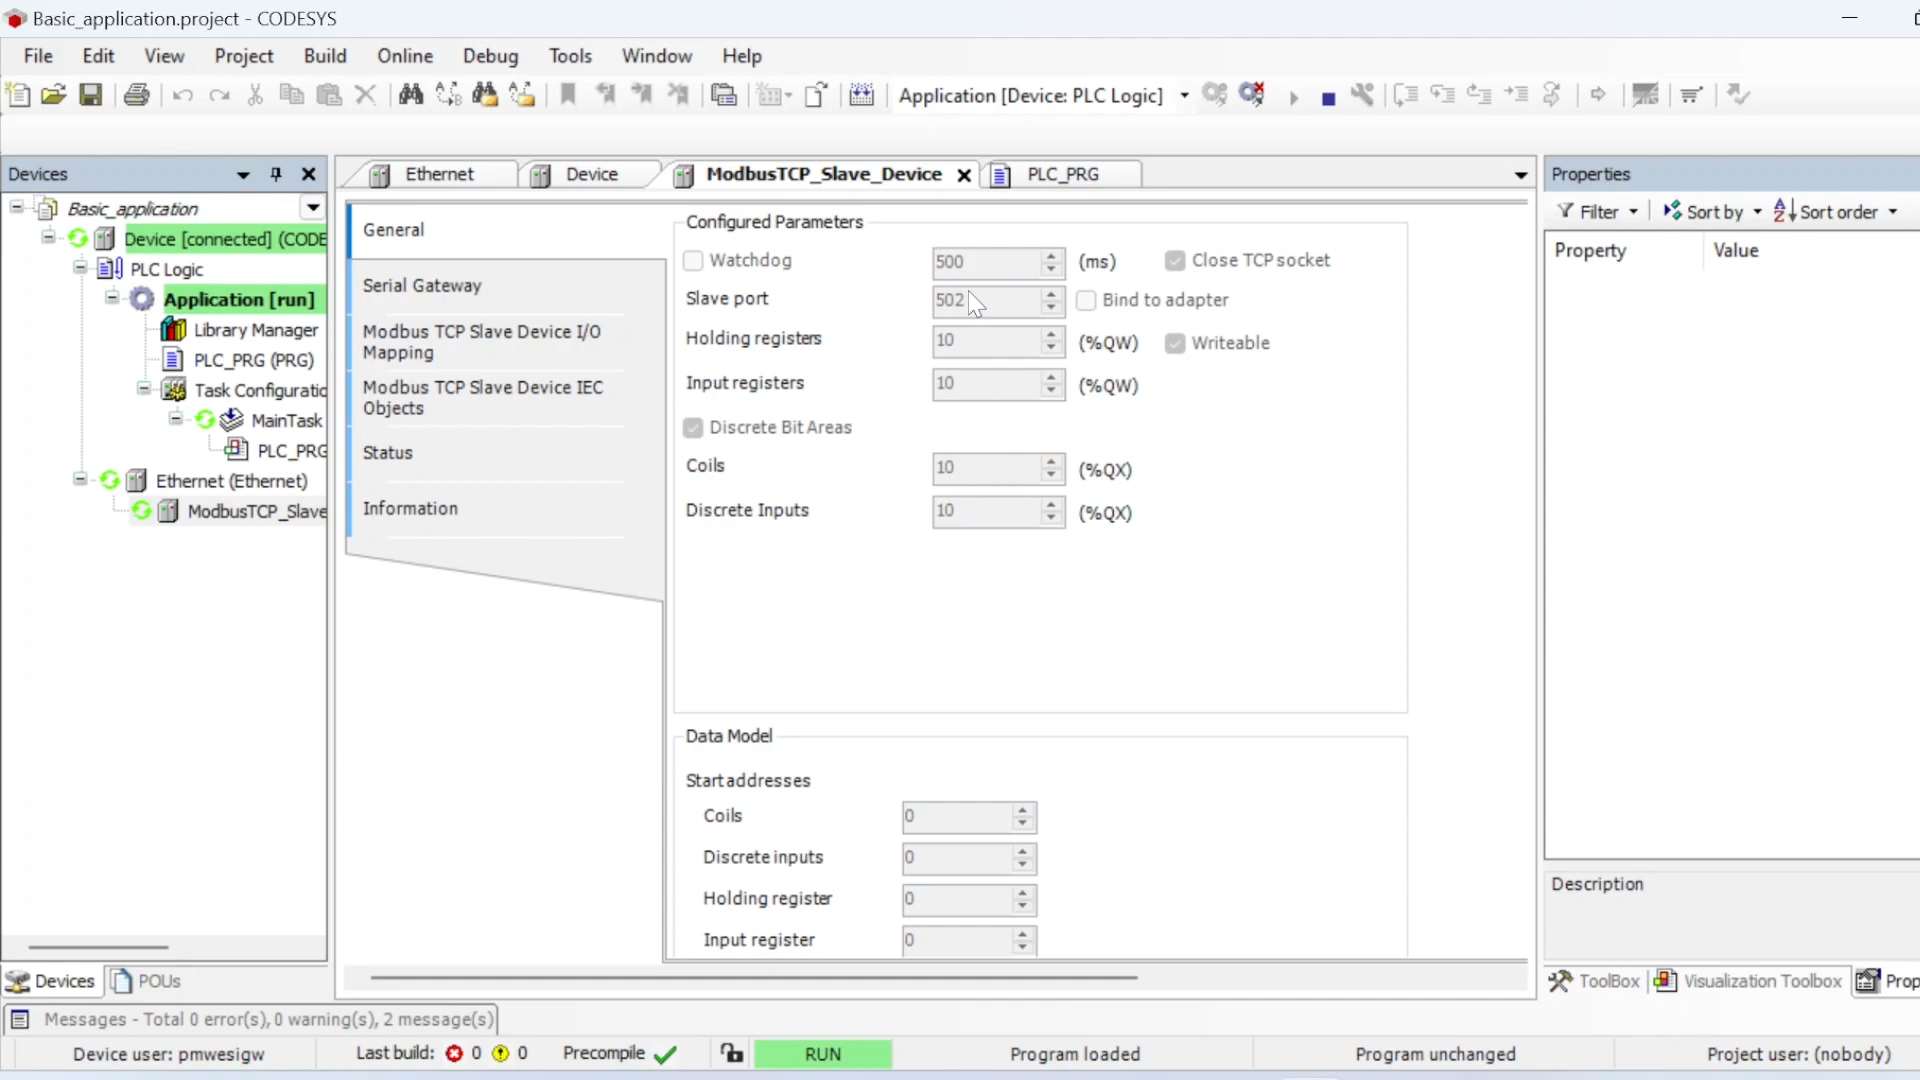 Basic_application.project - CODESYS
File Edit View Project Build Online Debug Tools Window Help
Application [Device: PLC Logic]
Devices
Basic_application
Device [connected] (CODE
PLC Logic
Application [run]
Library Manager
PLC_PRG (PRG)
Task Configuratio
MainTask
PLC_PRG
Ethernet (Ethernet)
ModbusTCP_Slave
Devices POUs
Ethernet Device ModbusTCP_Slave_Device PLC_PRG
General
Serial Gateway
Modbus TCP Slave Device I/O
Mapping
Modbus TCP Slave Device IEC
Objects
Status
Information
Configured Parameters
Watchdog 500 (ms) Close TCP socket
Slave port 502 Bind to adapter
Holding registers 10 (%QW) Writeable
Input registers 10 (%QW)
Discrete Bit Areas
Coils 10 (%QX)
Discrete Inputs 10 (%QX)
Data Model
Start addresses
Coils 0
Discrete inputs 0
Holding register 0
Input register 0
Properties
Filter Sort by Sort order
Property Value
Description
ToolBox Visualization Toolbox Prop
Messages - Total 0 error(s), 0 warning(s), 2 message(s)
Device user: pmwesigw Last build: 0 0 Precompile RUN Program loaded Program unchanged Project user: (nobody)